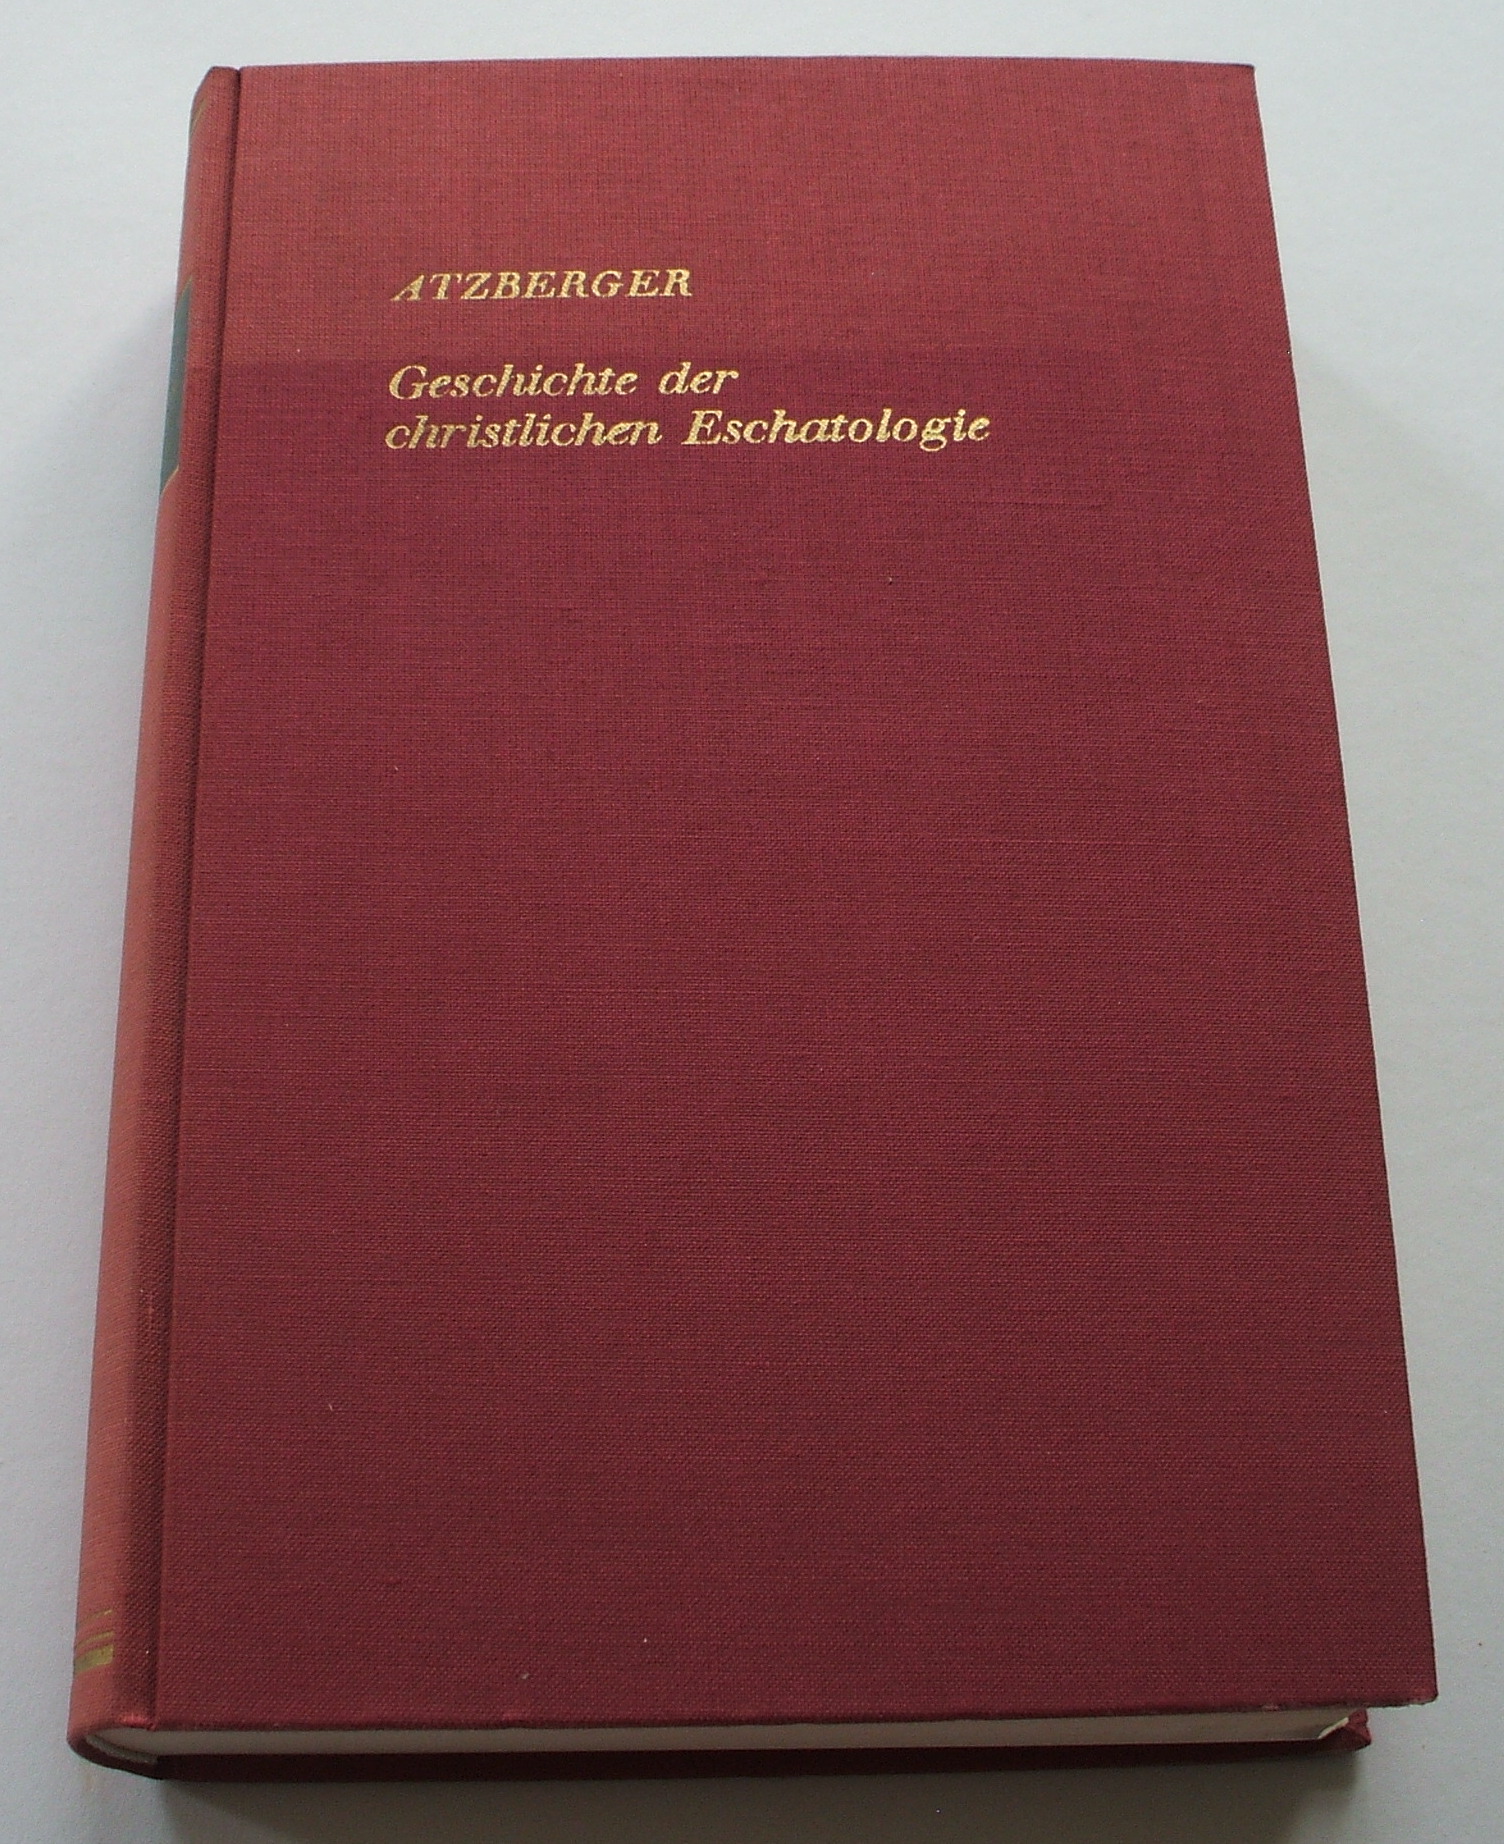 ATZBERGER
Geschichte der
christlichen Eschatologie